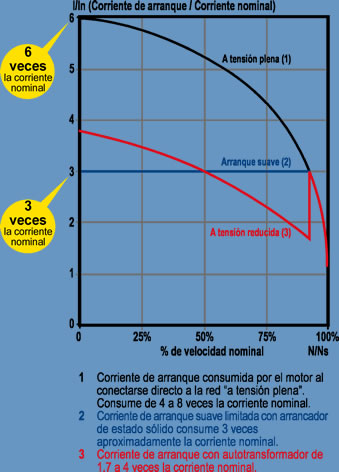 I/In (Corriente de arranque / Corriente nominal)
6
6
veces
la corriente
nominal
A tensión plena (1)
5
4
Arranque suave (2)
3
3
veces
la corriente
nominal
A tensión reducida (3)
2
1
0
0
25%
50%
75%
100%
% de velocidad nominal
N/Ns
1 Corriente de arranque consumida por el motor al
conectarse directo a la red "a tensión plena".
Consume de 4 a 8 veces la corriente nominal.
2 Corriente de arranque suave limitada con arrancador
de estado sólido consume 3 veces
aproximadamente la corriente nominal.
3 Corriente de arranque con autotransformador de
1,7 a 4 veces la corriente nominal.